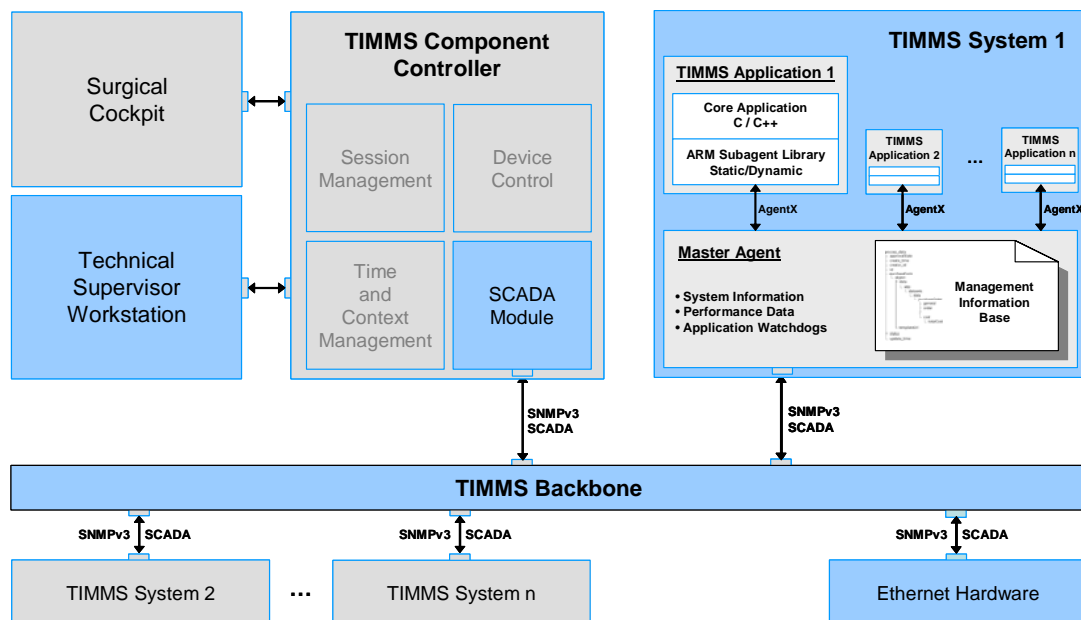 Surgical
Cockpit
Technical
Supervisor
Workstation
TIMMS Component
Controller
Session
Management
Device
Control
Time
and
Context
Management
SCADA
Module
TIMMS System 1
TIMMS Application 1
Core Application
C / C++
ARM Subagent Library
Static/Dynamic
TIMMS
Application 2
...
TIMMS
Application n
AgentX
AgentX
AgentX
Master Agent
• System Information
• Performance Data
• Application Watchdogs
Management
Information
Base
SNMPv3
SCADA
SNMPv3
SCADA
TIMMS Backbone
SNMPv3 SCADA
SNMPv3 SCADA
SNMPv3 SCADA
TIMMS System 2
...
TIMMS System n
Ethernet Hardware